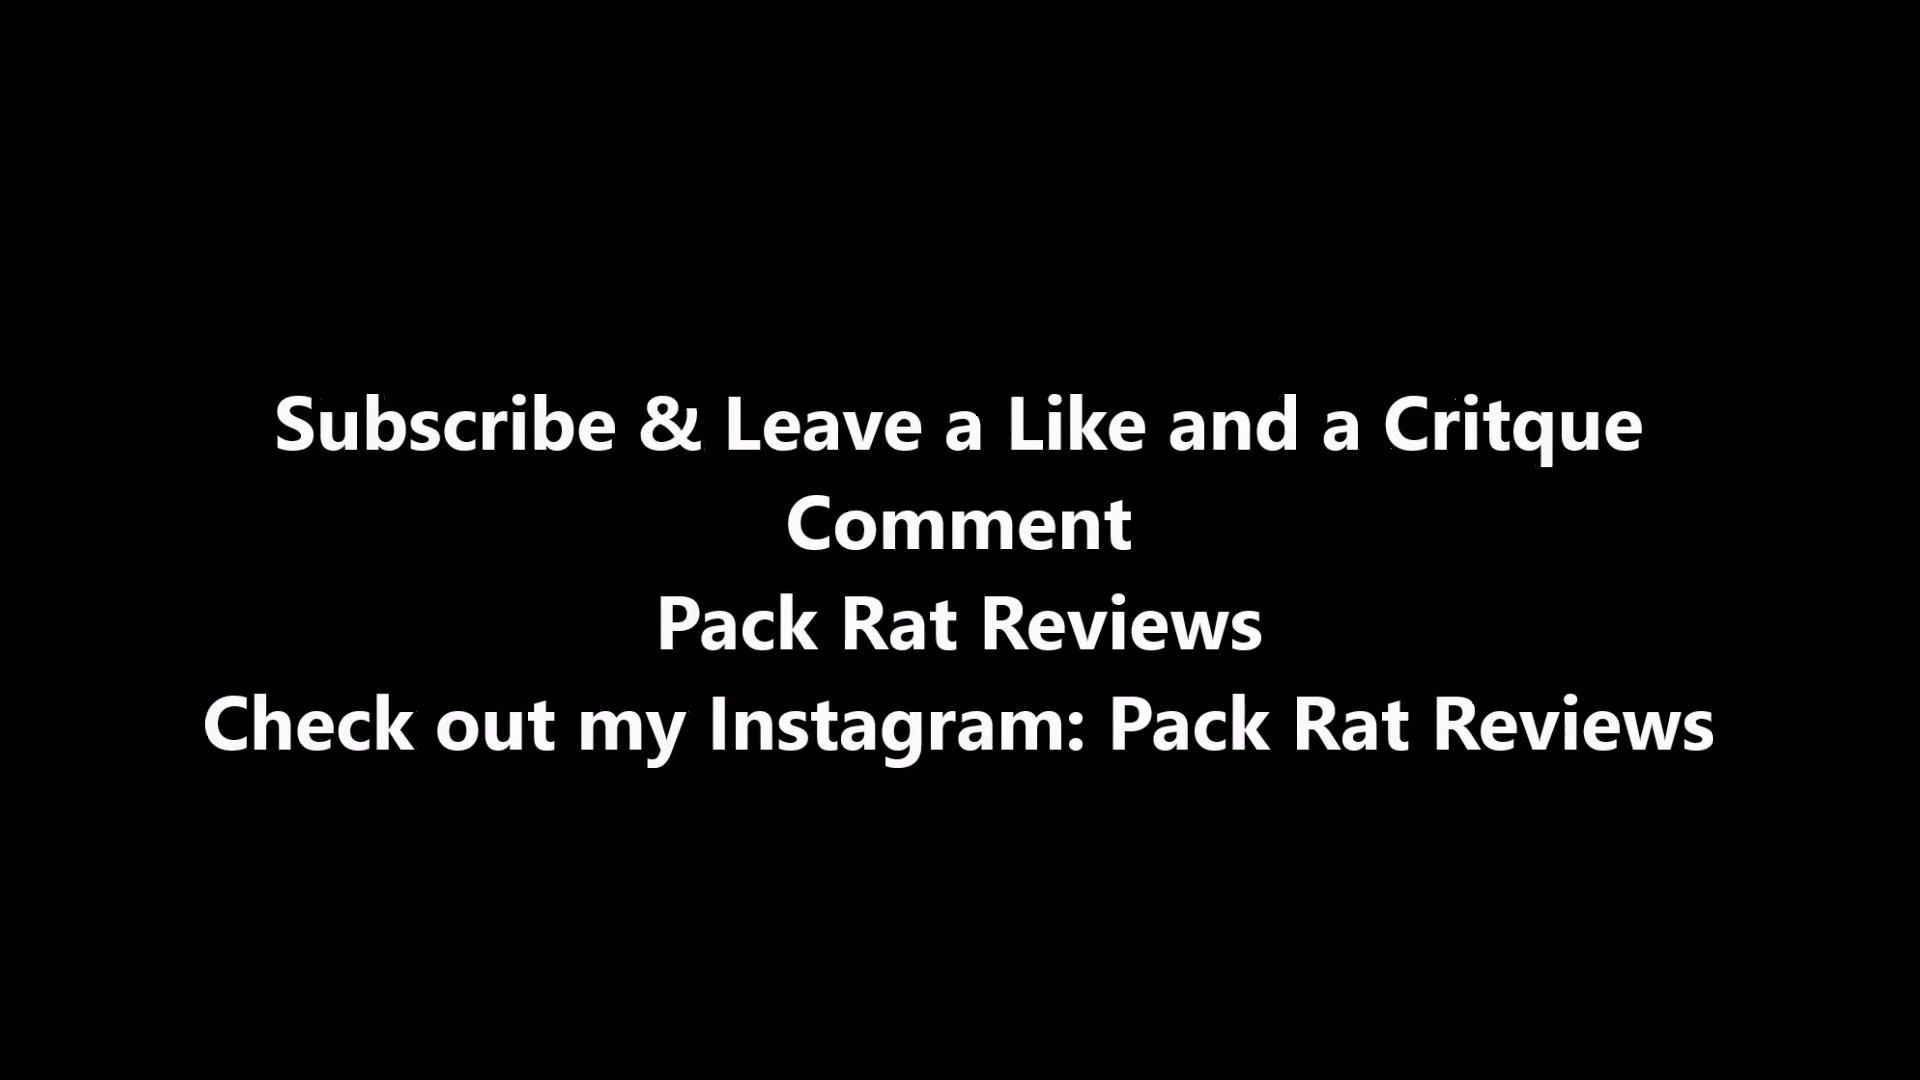 Subscribe & Leave a Like and a Critque
Comment
Pack Rat Reviews
Check out my Instagram: Pack Rat Reviews